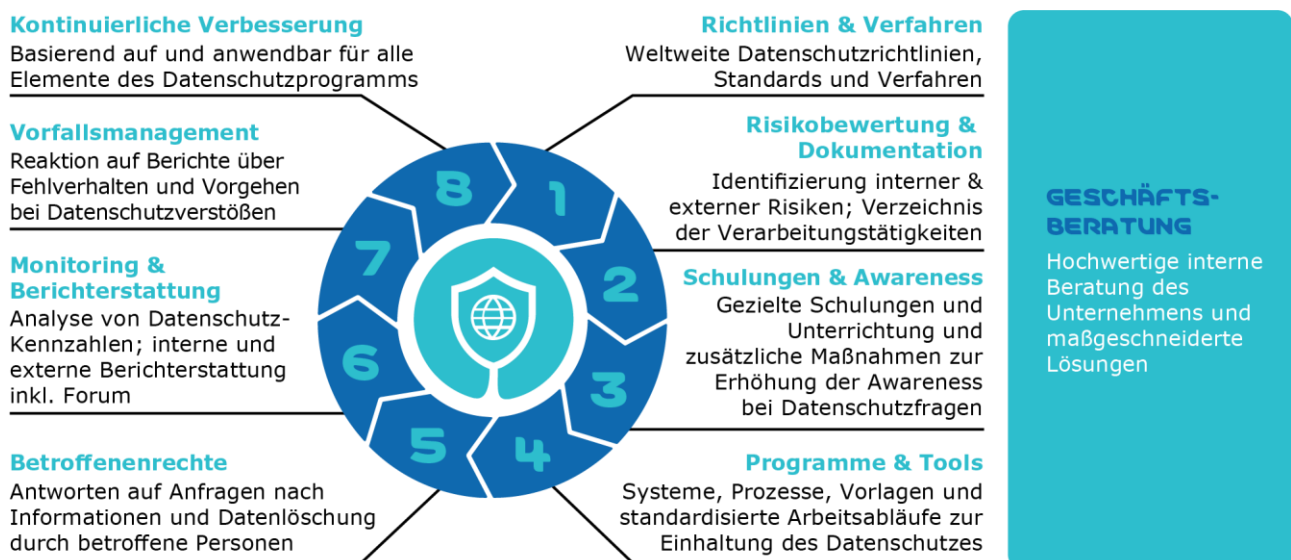 Kontinuierliche Verbesserung
Basierend auf und anwendbar für alle
Elemente des Datenschutzprogramms
Vorfallsmanagement
Reaktion auf Berichte über
Fehlverhalten und Vorgehen
bei Datenschutzverstößen
Monitoring &
Berichterstattung
Analyse von Datenschutz-
Kennzahlen; interne und
externe Berichterstattung
inkl. Forum
Betroffenenrechte
Antworten auf Anfragen nach
Informationen und Datenlöschung
durch betroffene Personen
8
1
7
2
6
3
5
4
Richtlinien & Verfahren
Weltweite Datenschutzrichtlinien,
Standards und Verfahren
Risikobewertung &
Dokumentation
Identifizierung interner &
externer Risiken; Verzeichnis
der Verarbeitungstätigkeiten
Schulungen & Awareness
Gezielte Schulungen und
Unterrichtung und
zusätzliche Maßnahmen zur
Erhöhung der Awareness
bei Datenschutzfragen
Programme & Tools
Systeme, Prozesse, Vorlagen und
standardisierte Arbeitsabläufe zur
Einhaltung des Datenschutzes
GESCHÄFTS-
BERATUNG
Hochwertige interne
Beratung des
Unternehmens und
maßgeschneiderte
Lösungen